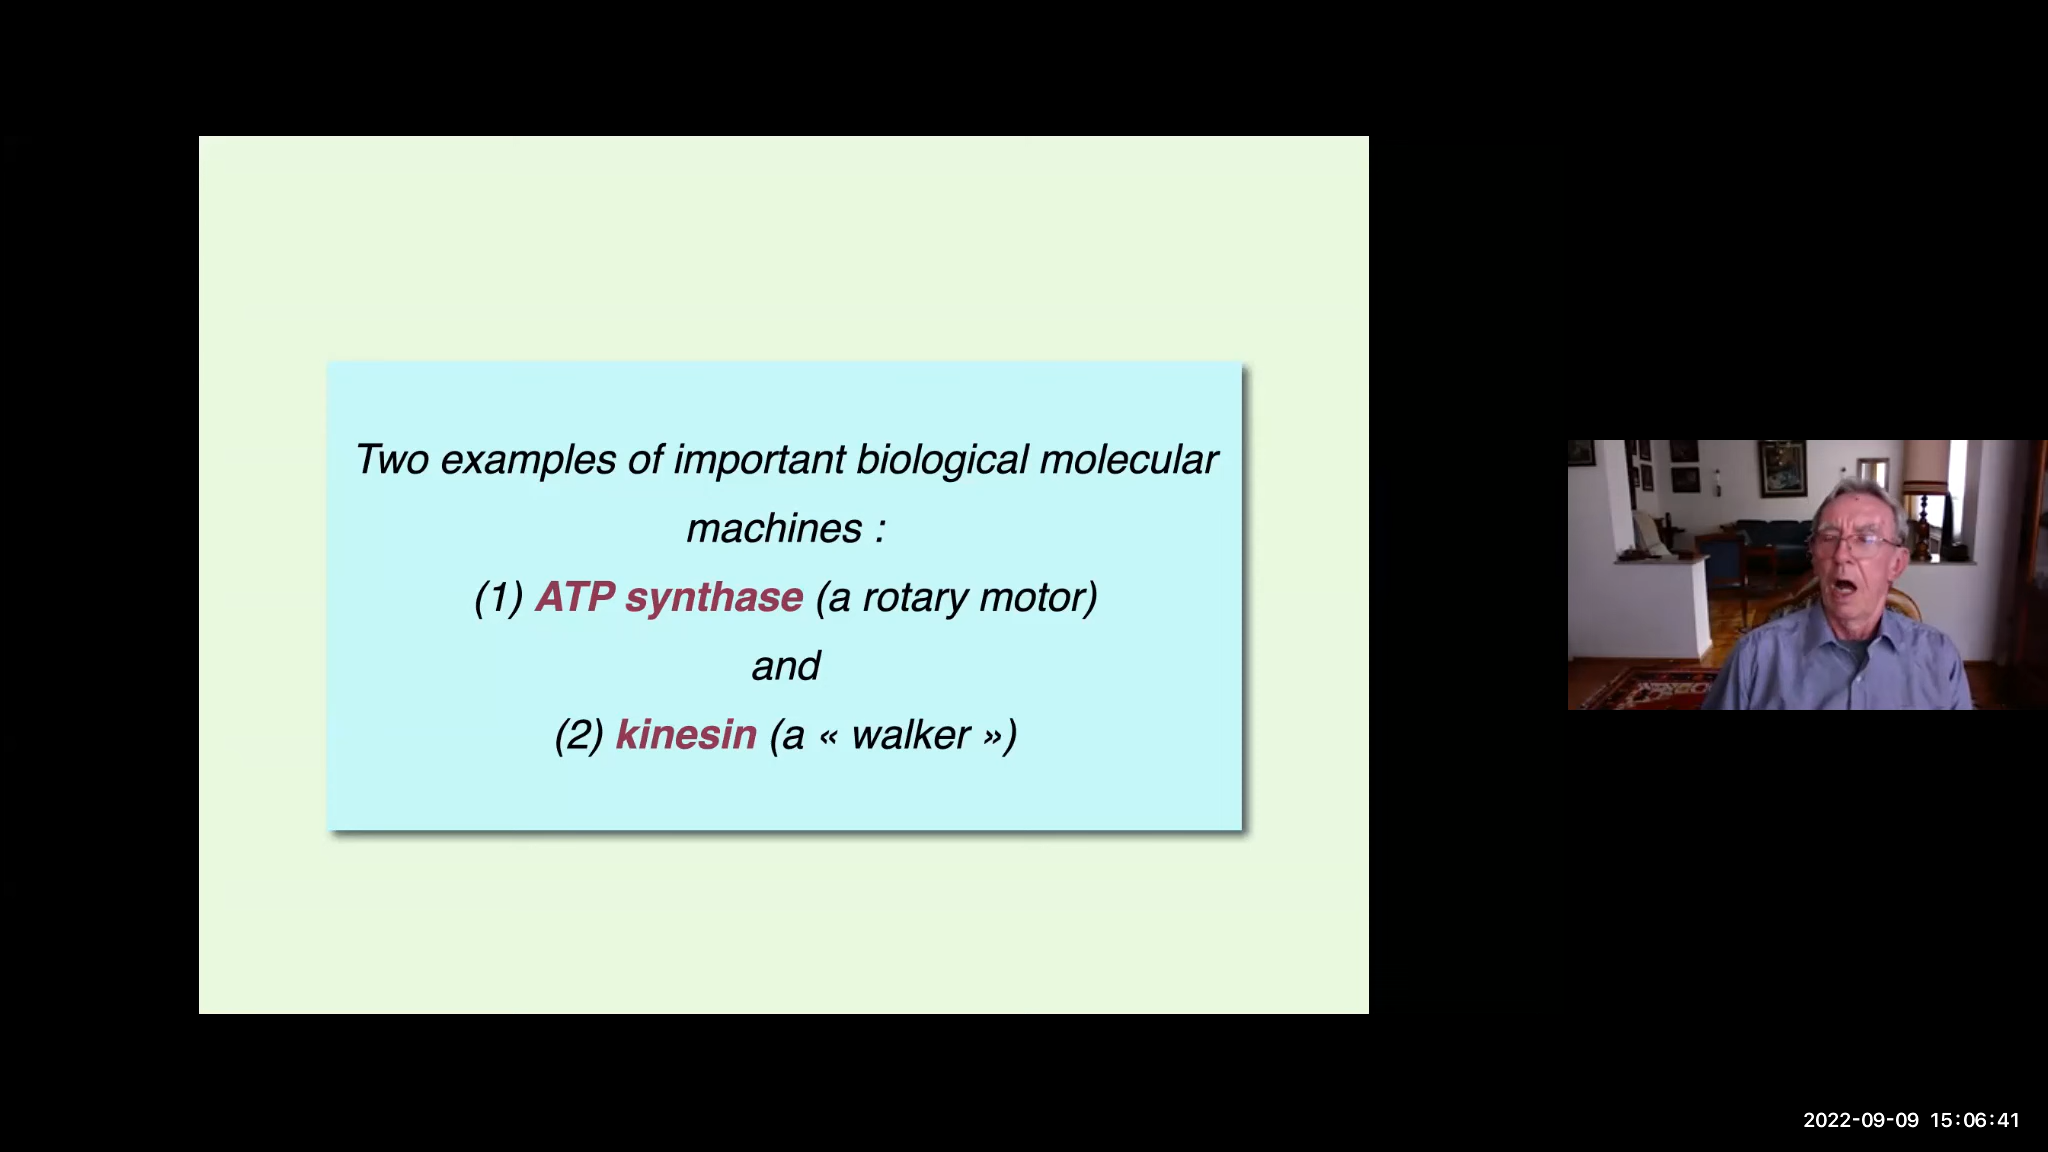 Two examples of important biological molecular
machines :
(1) ATP synthase (a rotary motor)
and
(2) kinesin (a « walker »)
2022-09-09 15:06:41